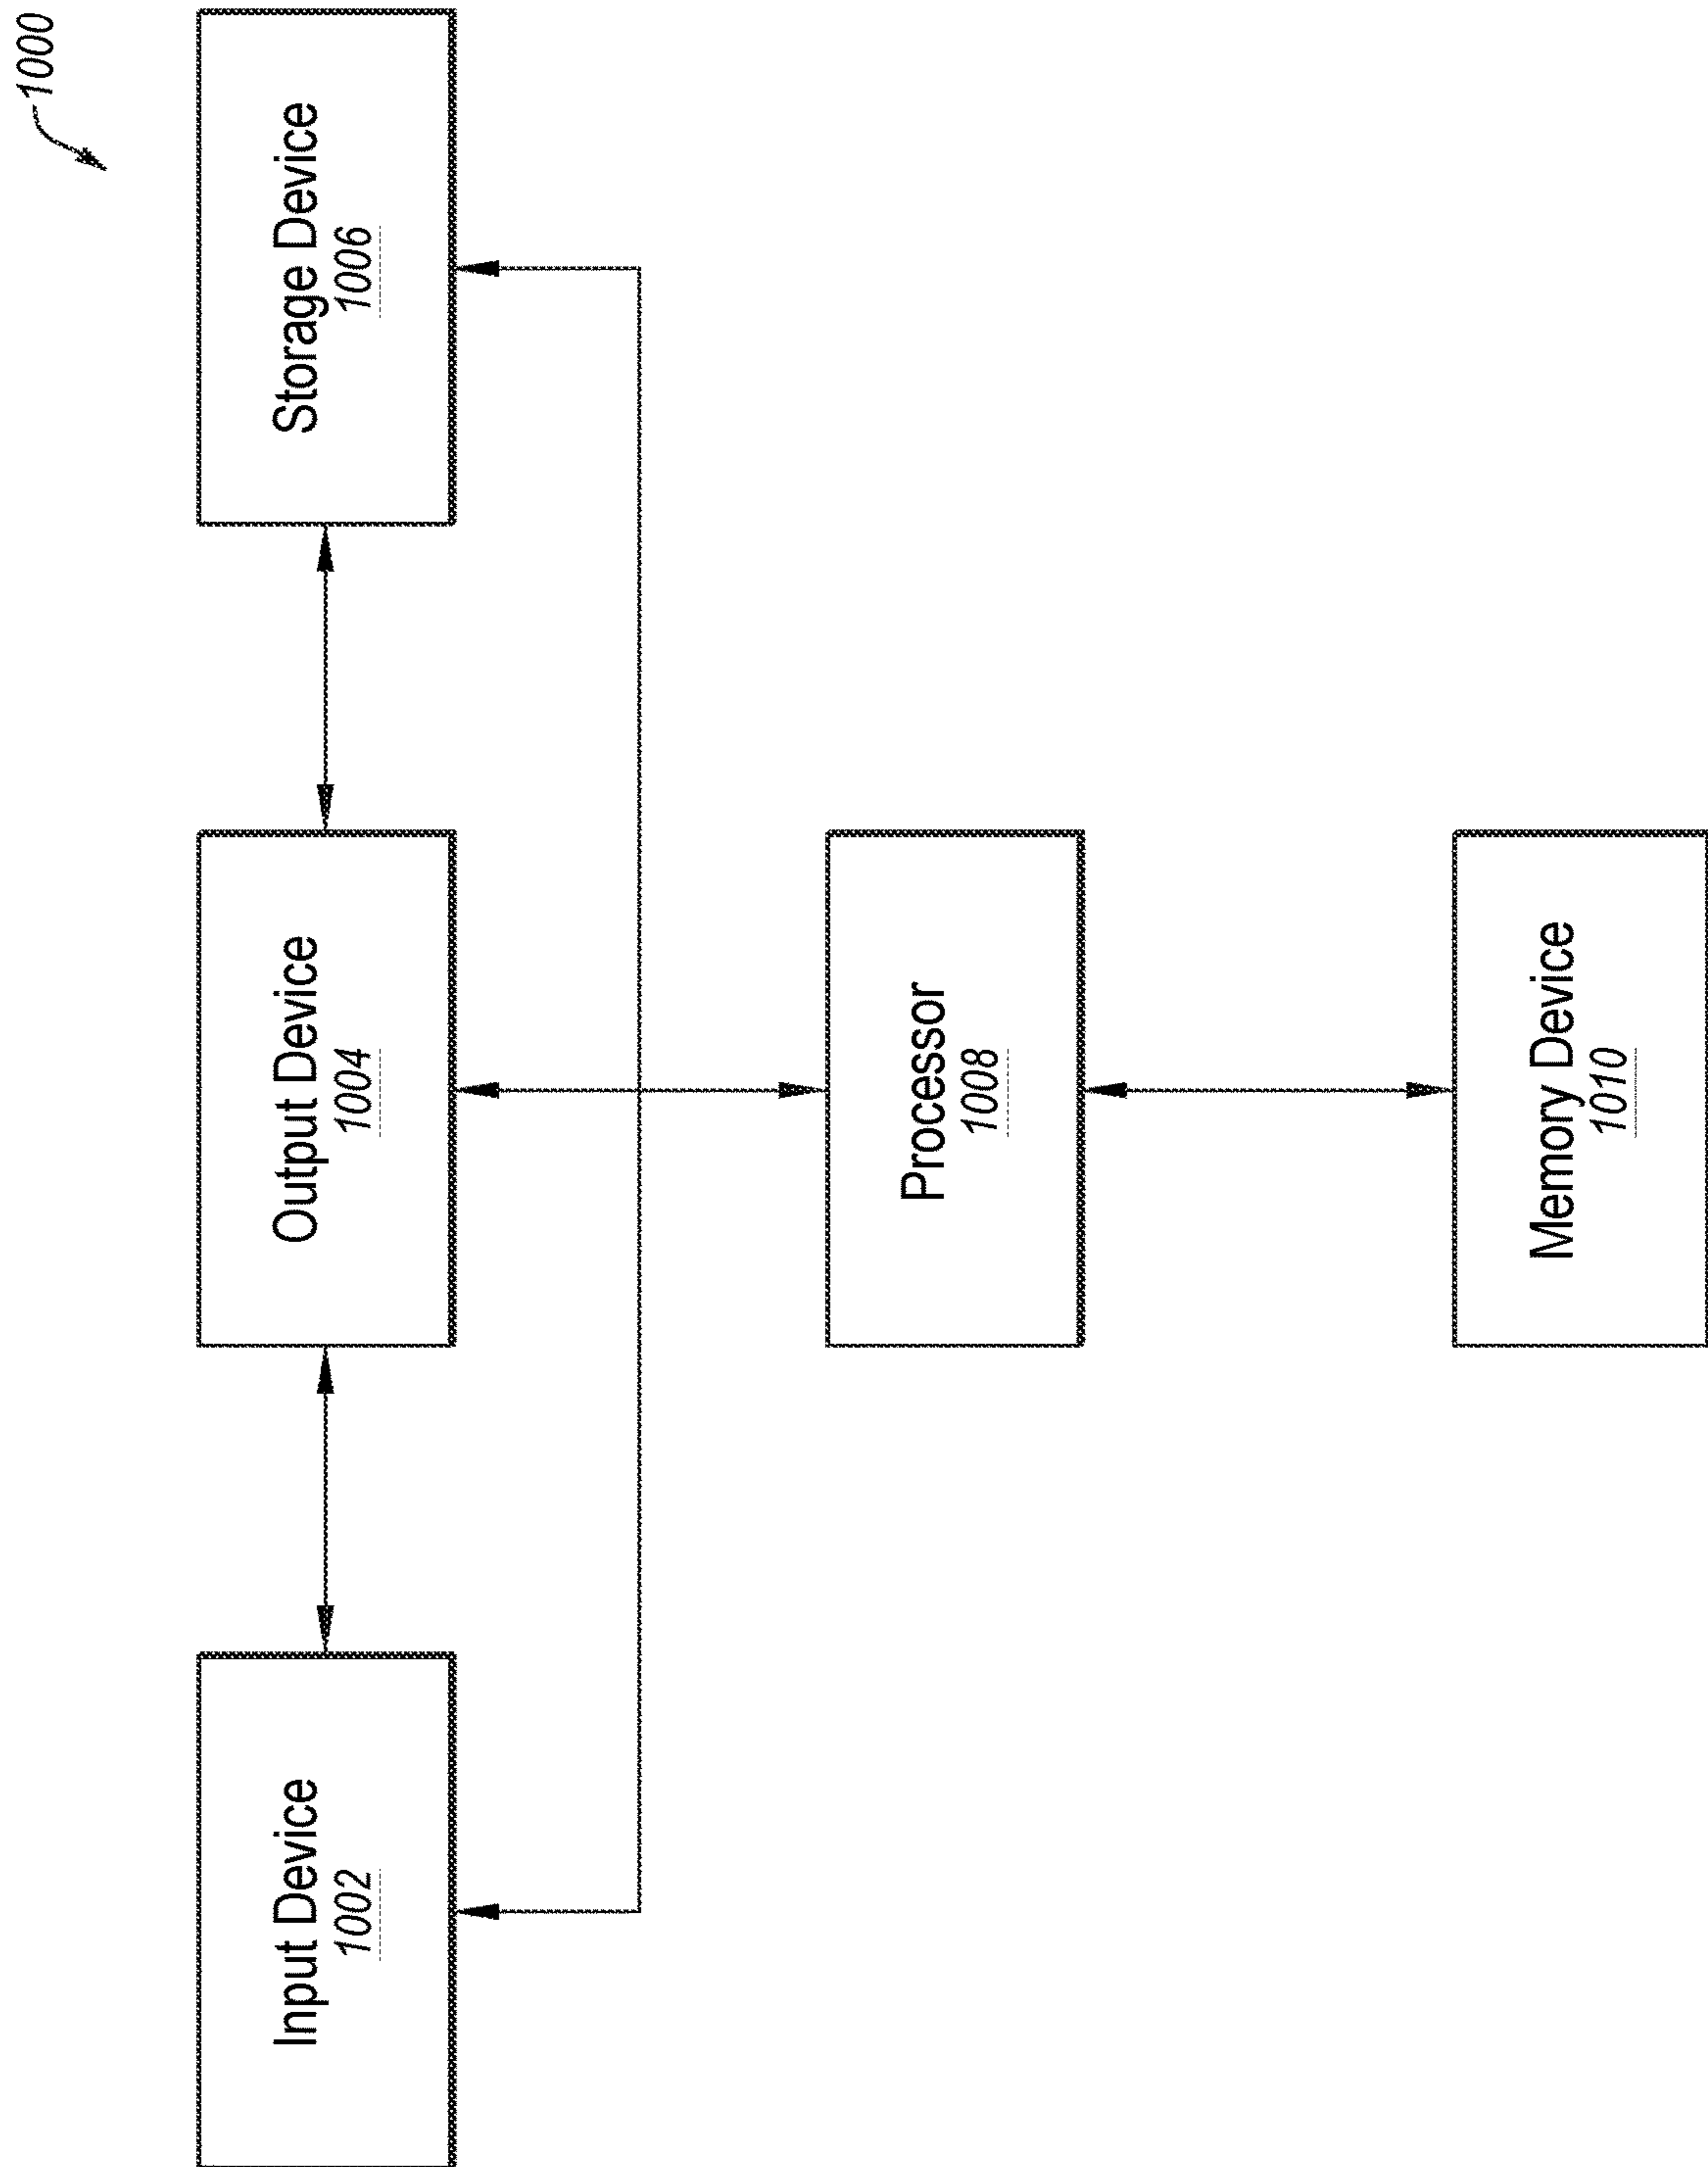 1000
Input Device
1002
Output Device
1004
Storage Device
1006
Processor
1008
Memory Device
1010